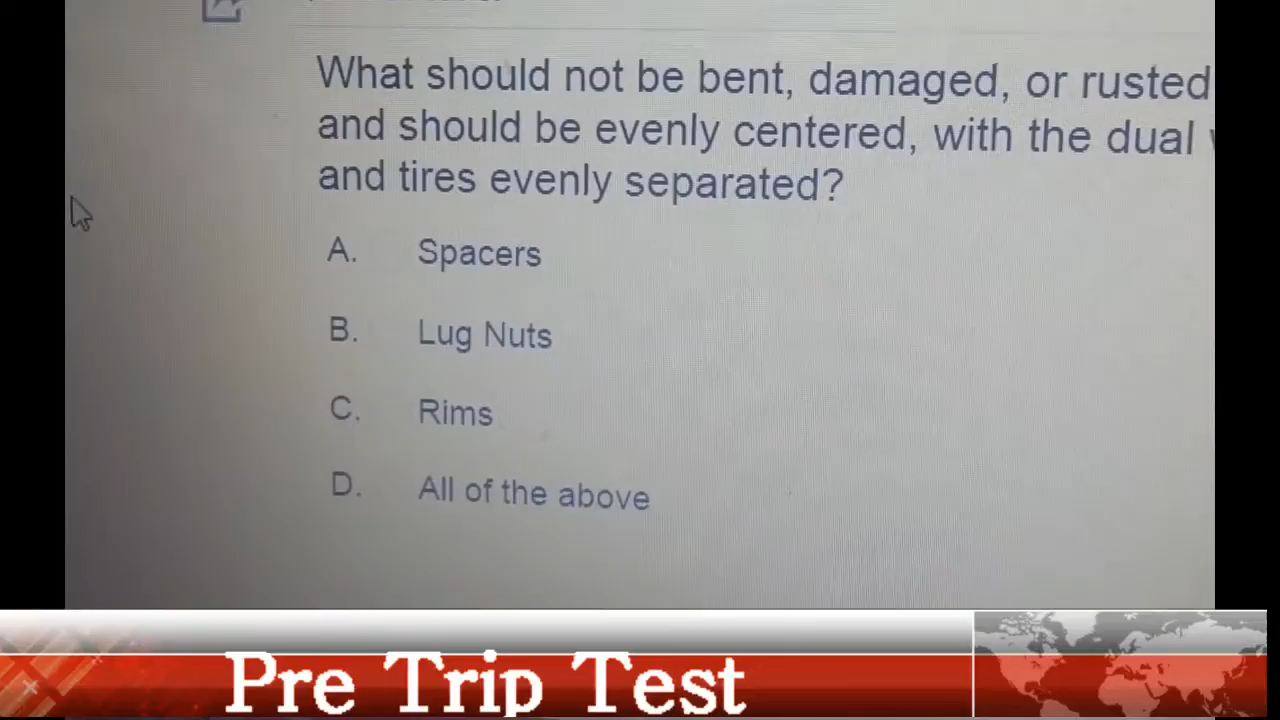 What should not be bent, damaged, or rusted
and should be evenly centered, with the dual
and tires evenly separated?
A. Spacers
B. Lug Nuts
C. Rims
D. All of the above
Pre Trip Test